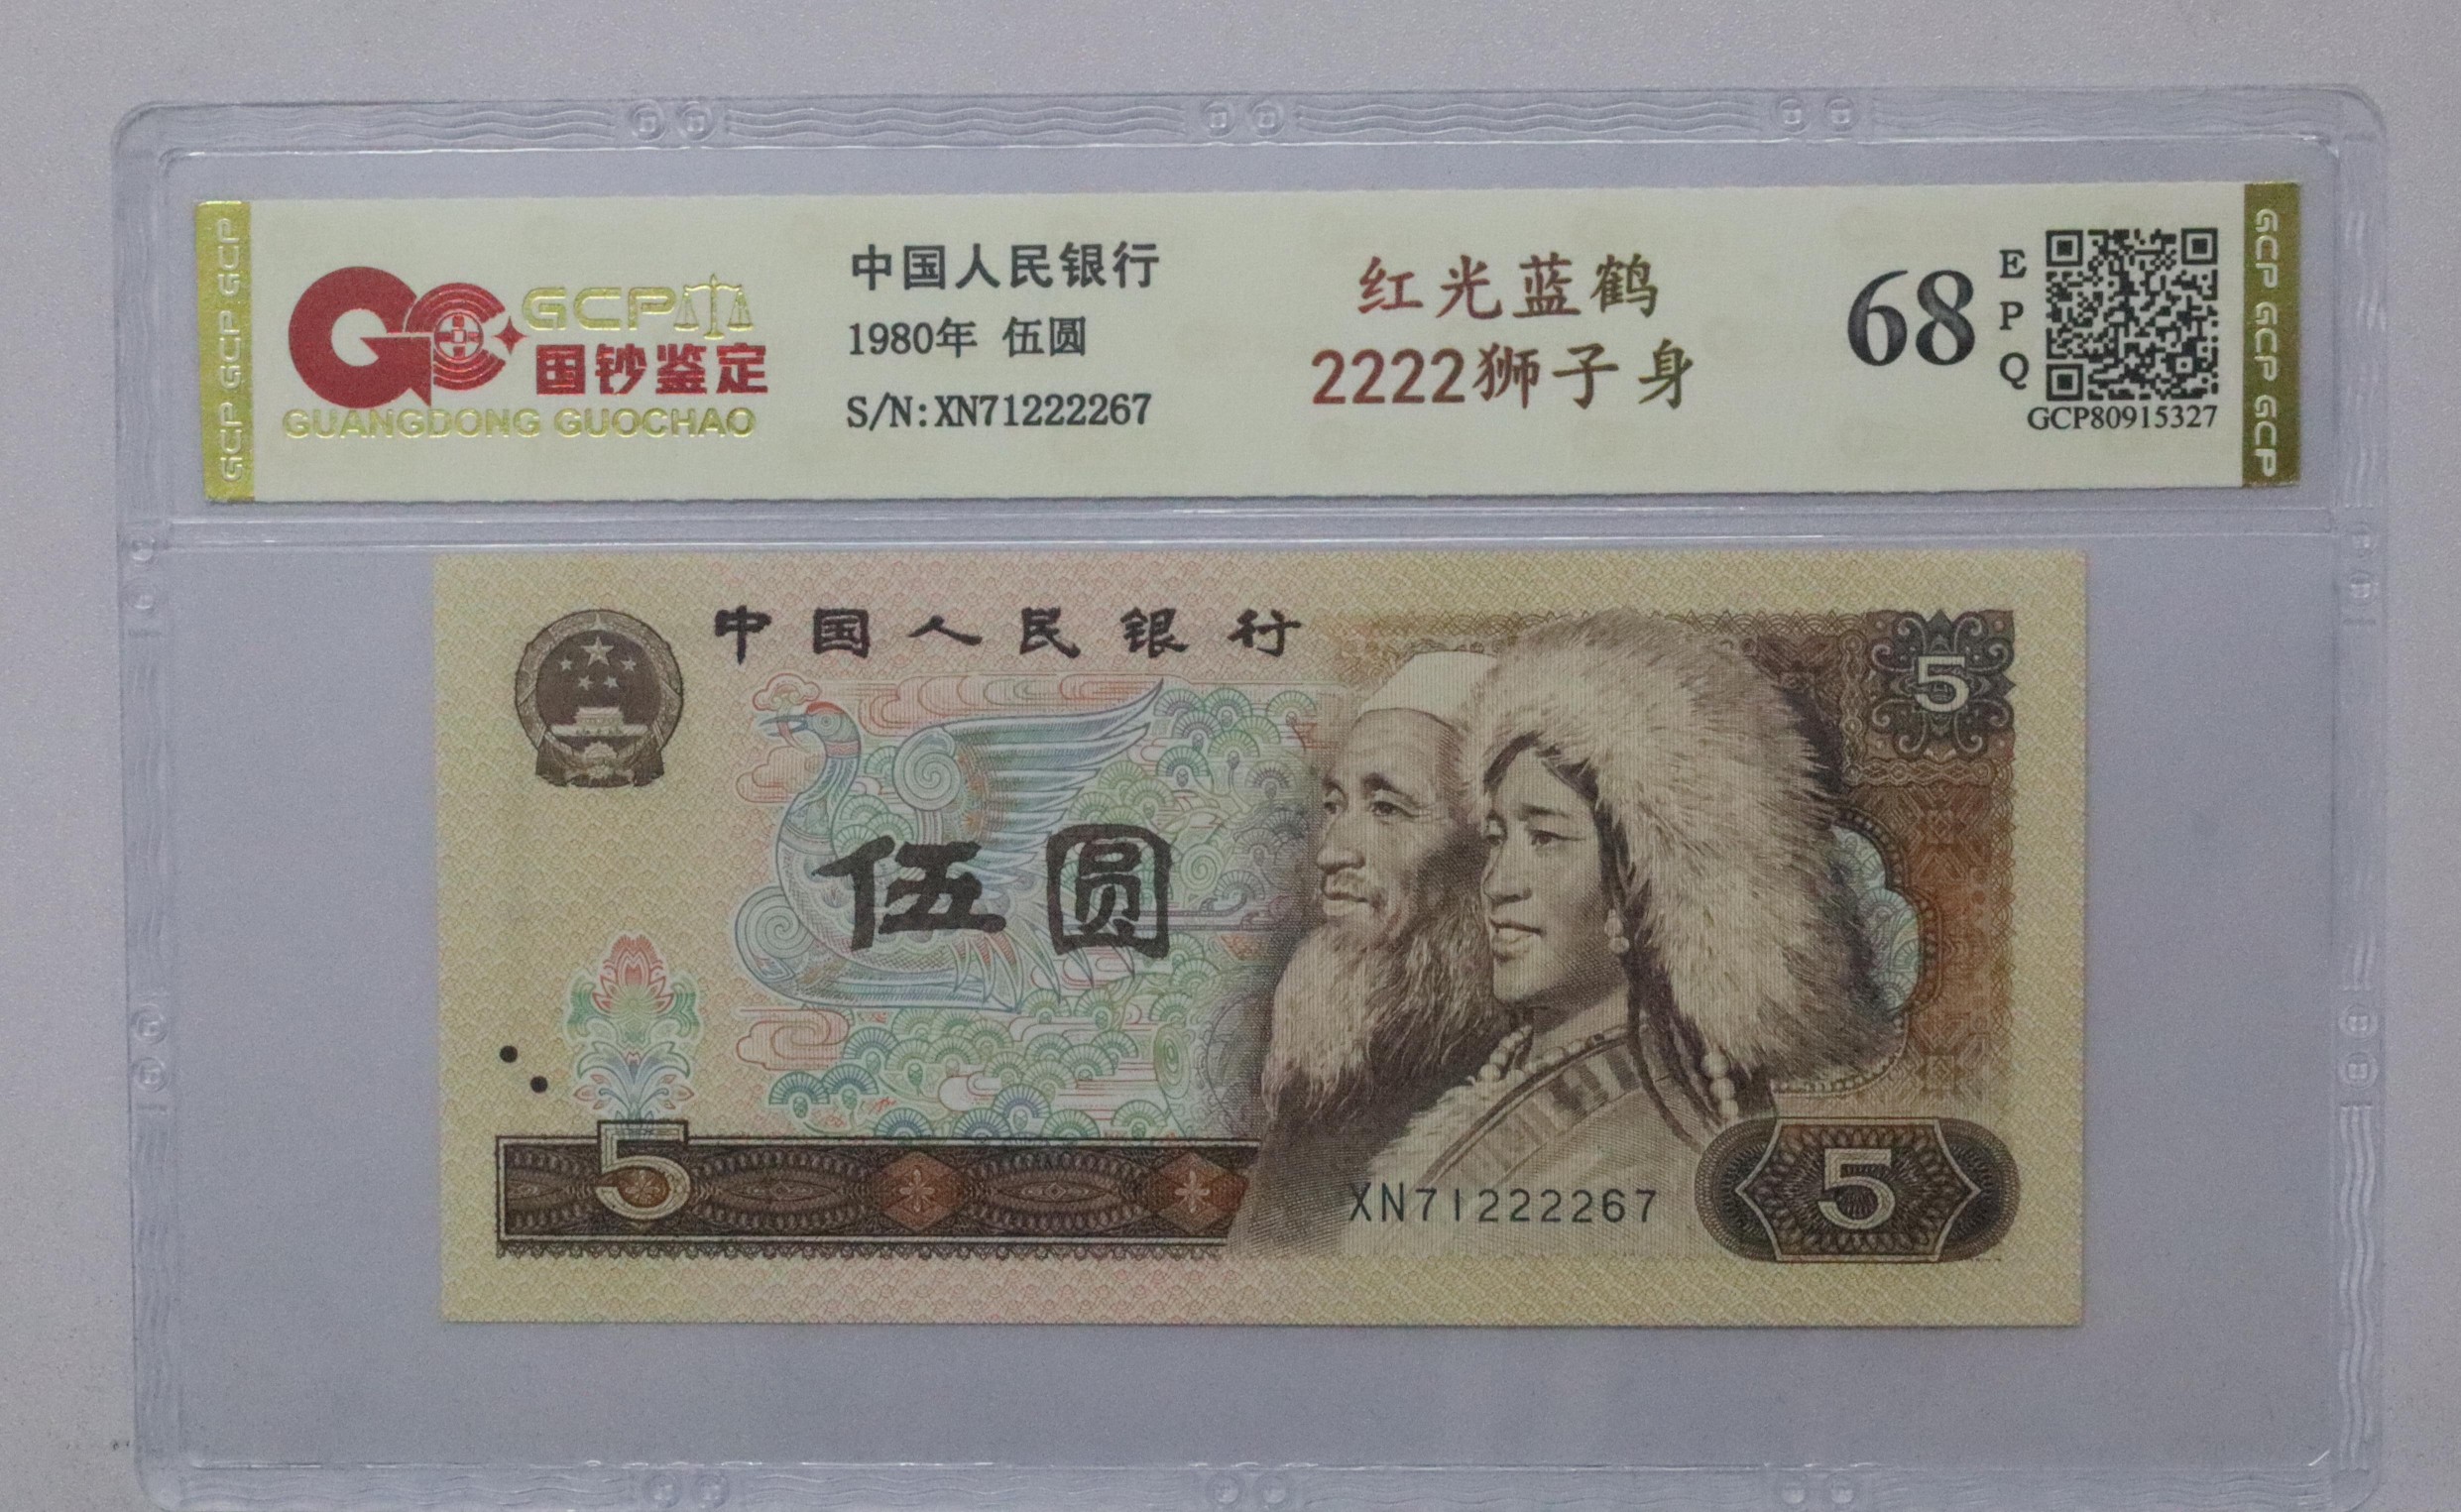 GCP GCP GCP
GCP
国钞鉴定
GUANGDONG GUOCHAO
中国人民银行
1980年 伍圆
S/N:XN71222267
红光蓝鹤
2222狮子身
68
EPQ
GCP80915327
GCP GCP GCP
中国人民银行
5
伍圆
5
XN71222267
5